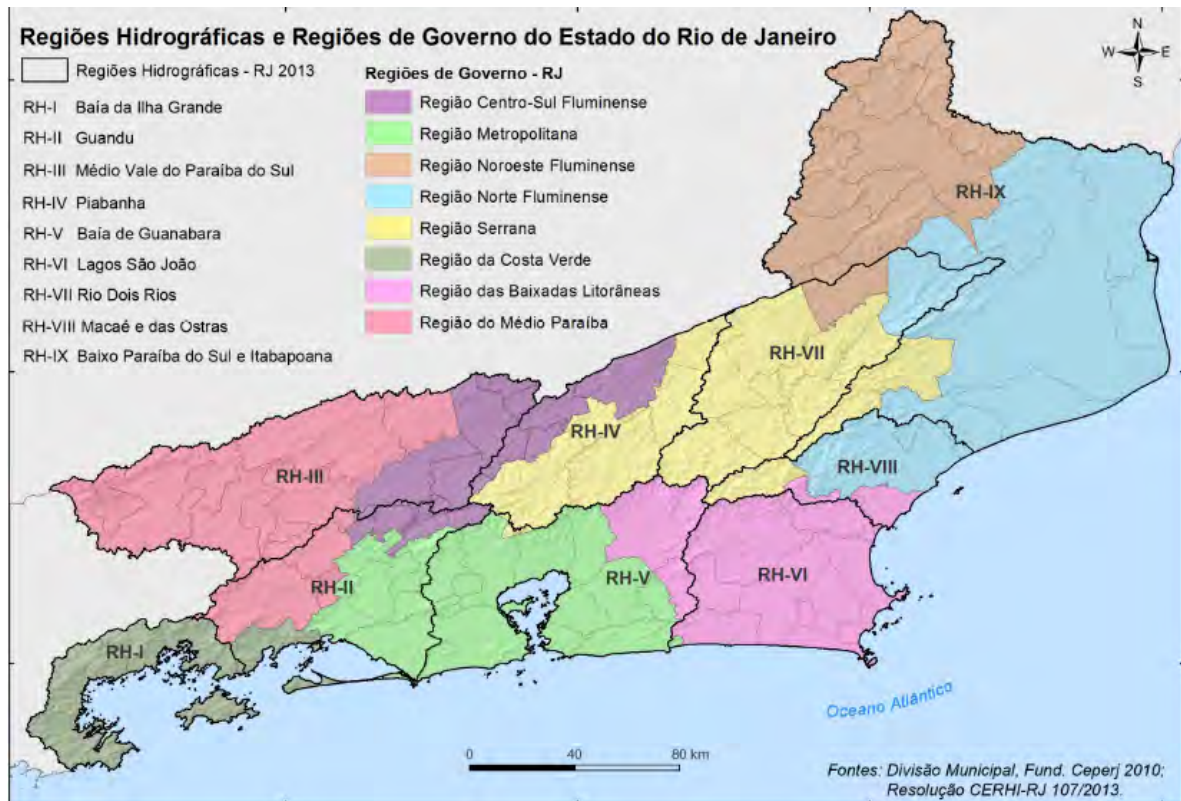 Regiões Hidrográficas e Regiões de Governo do Estado do Rio de Janeiro
Regiões Hidrográficas - RJ 2013
RH-I Baía da Ilha Grande
RH-II Guandu
RH-III Médio Vale do Paraíba do Sul
RH-IV Piabanha
RH-V Baía de Guanabara
RH-VI Lagos São João
RH-VII Rio Dois Rios
RH-VIII Macaé e das Ostras
RH-IX Baixo Paraíba do Sul e Itabapoana
Regiões de Governo - RJ
Região Centro-Sul Fluminense
Região Metropolitana
Região Noroeste Fluminense
Região Norte Fluminense
Região Serrana
Região da Costa Verde
Região das Baixadas Litorâneas
Região do Médio Paraíba
N
W E
S
RH-IX
RH-VII
RH-IV
RH-III
RH-VIII
RH-II
RH-V
RH-VI
RH-I
Oceano Atlântico
0 40 80 km
Fontes: Divisão Municipal, Fund. Ceperj 2010;
Resolução CERHI-RJ 107/2013.